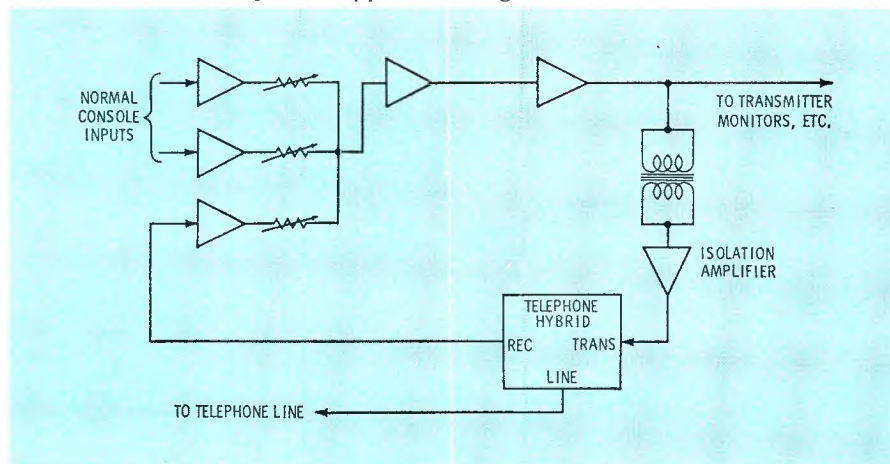 NORMAL
CONSOLE
INPUTS
TO TRANSMITTER
MONITORS, ETC.
ISOLATION
AMPLIFIER
TELEPHONE
HYBRID
REC TRANS
LINE
TO TELEPHONE LINE